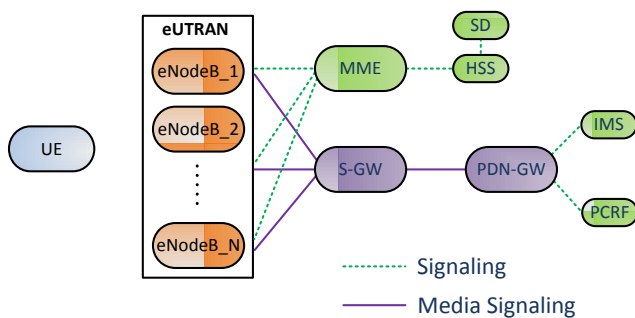 eUTRAN
SD
eNodeB_1
MME
HSS
eNodeB_2
IMS
UE
S-GW
PDN-GW
PCRF
eNodeB_N
Signaling
Media Signaling